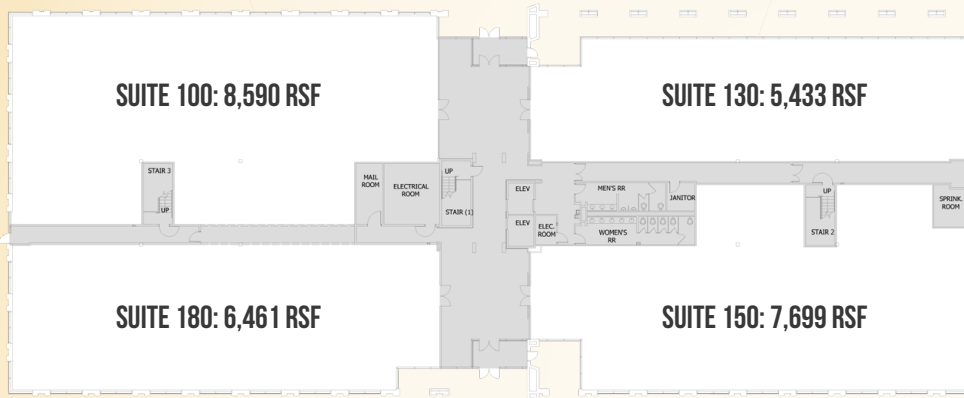 SUITE 100: 8,590 RSF
SUITE 130: 5,433 RSF
STAIR 3
UP
MAIL
ROOM
ELECTRICAL
ROOM
UP
STAIR (1)
ELEV
ELEV
ELEC.
ROOM
MEN'S RR
WOMEN'S
RR
JANITOR
UP
STAIR 2
SPRINK.
ROOM
SUITE 180: 6,461 RSF
SUITE 150: 7,699 RSF